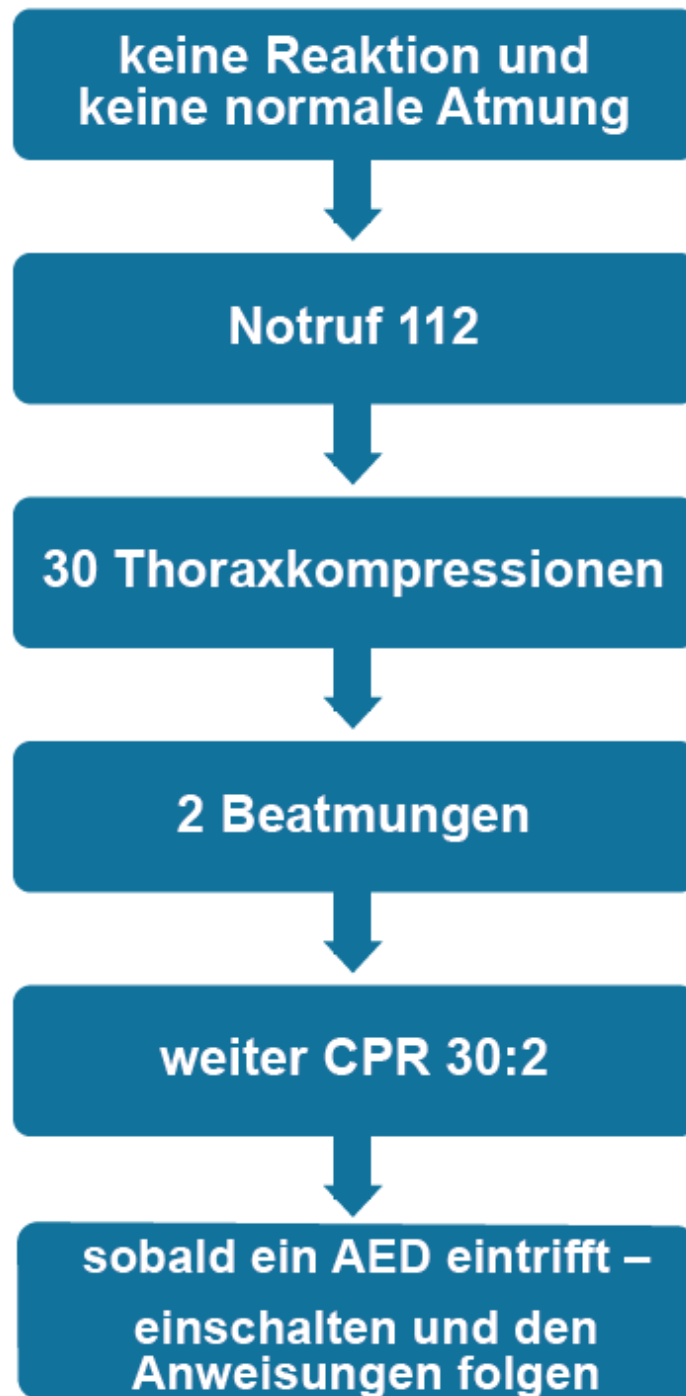 keine Reaktion und
keine normale Atmung
Notruf 112
30 Thoraxkompressionen
2 Beatmungen
weiter CPR 30:2
sobald ein AED eintrifft –
einschalten und den
Anweisungen folgen